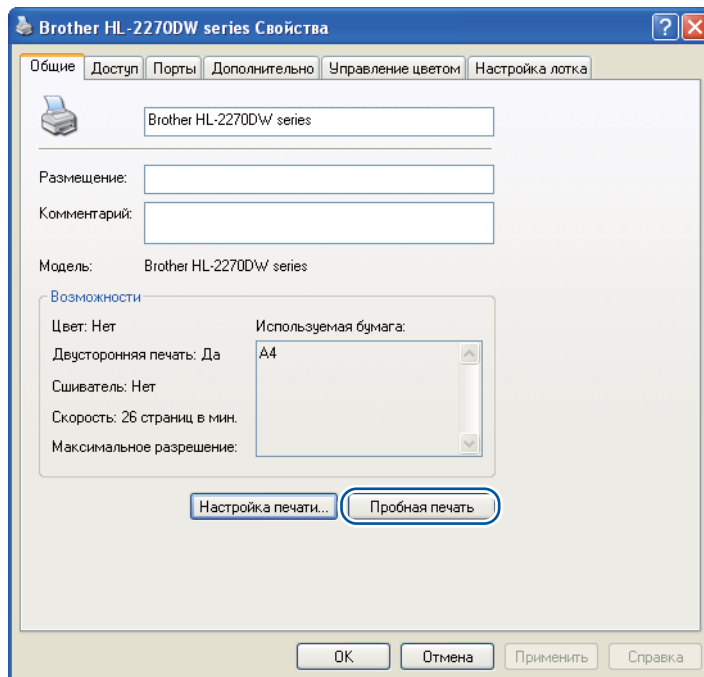 Brother HL-2270DW series Свойства
Общие Доступ Порты Дополнительно Управление цветом Настройка лотка
Brother HL-2270DW series
Размещение:
Комментарий:
Модель: Brother HL-2270DW series
Возможности
Цвет: Нет Используемая бумага:
Двусторонняя печать: Да A4
Сшиватель: Нет
Скорость: 26 страниц в мин.
Максимальное разрешение:
Настройка печати... Пробная печать
OK Отмена Применить Справка